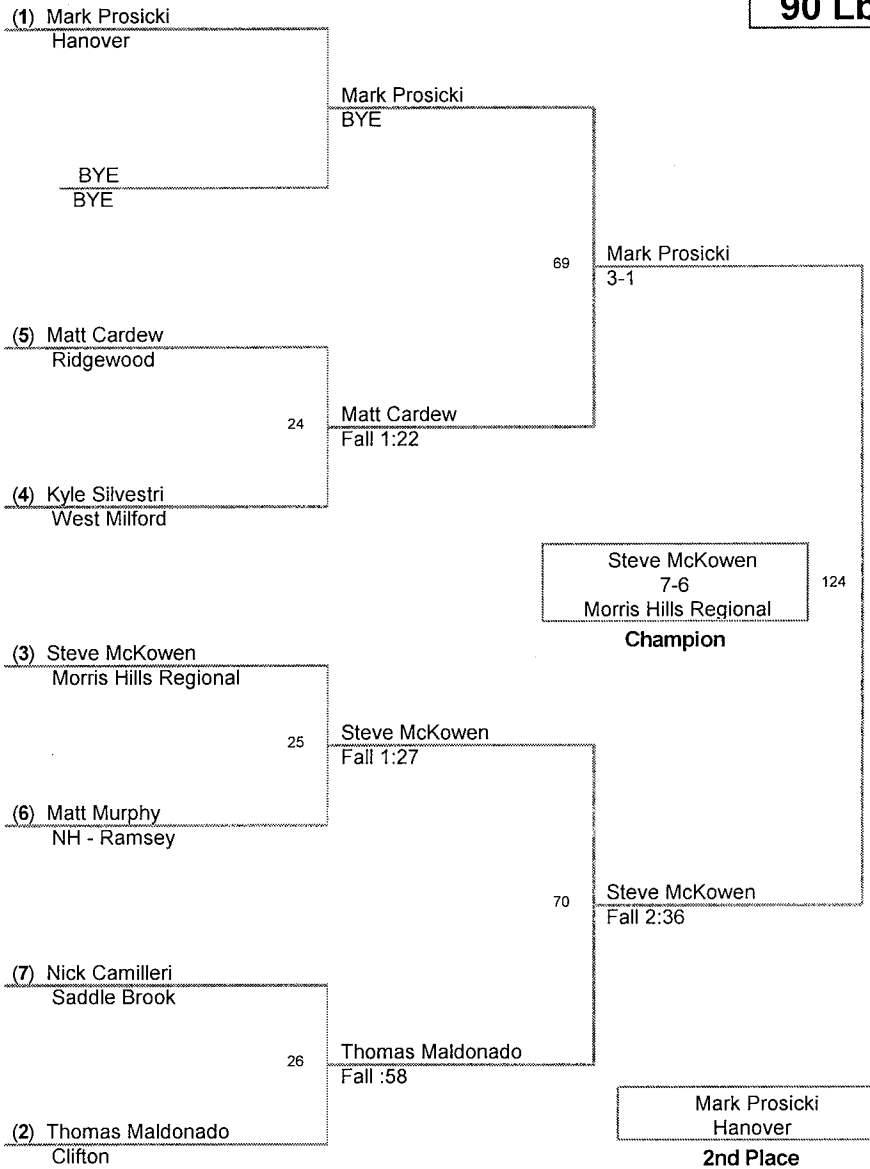 90 Lb
(1) Mark Prosicki
Hanover
Mark Prosicki
BYE
BYE
BYE
69
Mark Prosicki
3-1
(5) Matt Cardew
Ridgewood
24
Matt Cardew
Fall 1:22
(4) Kyle Silvestri
West Milford
Steve McKowen
7-6
Morris Hills Regional
124
Champion
(3) Steve McKowen
Morris Hills Regional
25
Steve McKowen
Fall 1:27
(6) Matt Murphy
NH - Ramsey
70
Steve McKowen
Fall 2:36
(7) Nick Camilleri
Saddle Brook
26
Thomas Maldonado
Fall :58
(2) Thomas Maldonado
Clifton
Mark Prosicki
Hanover
2nd Place